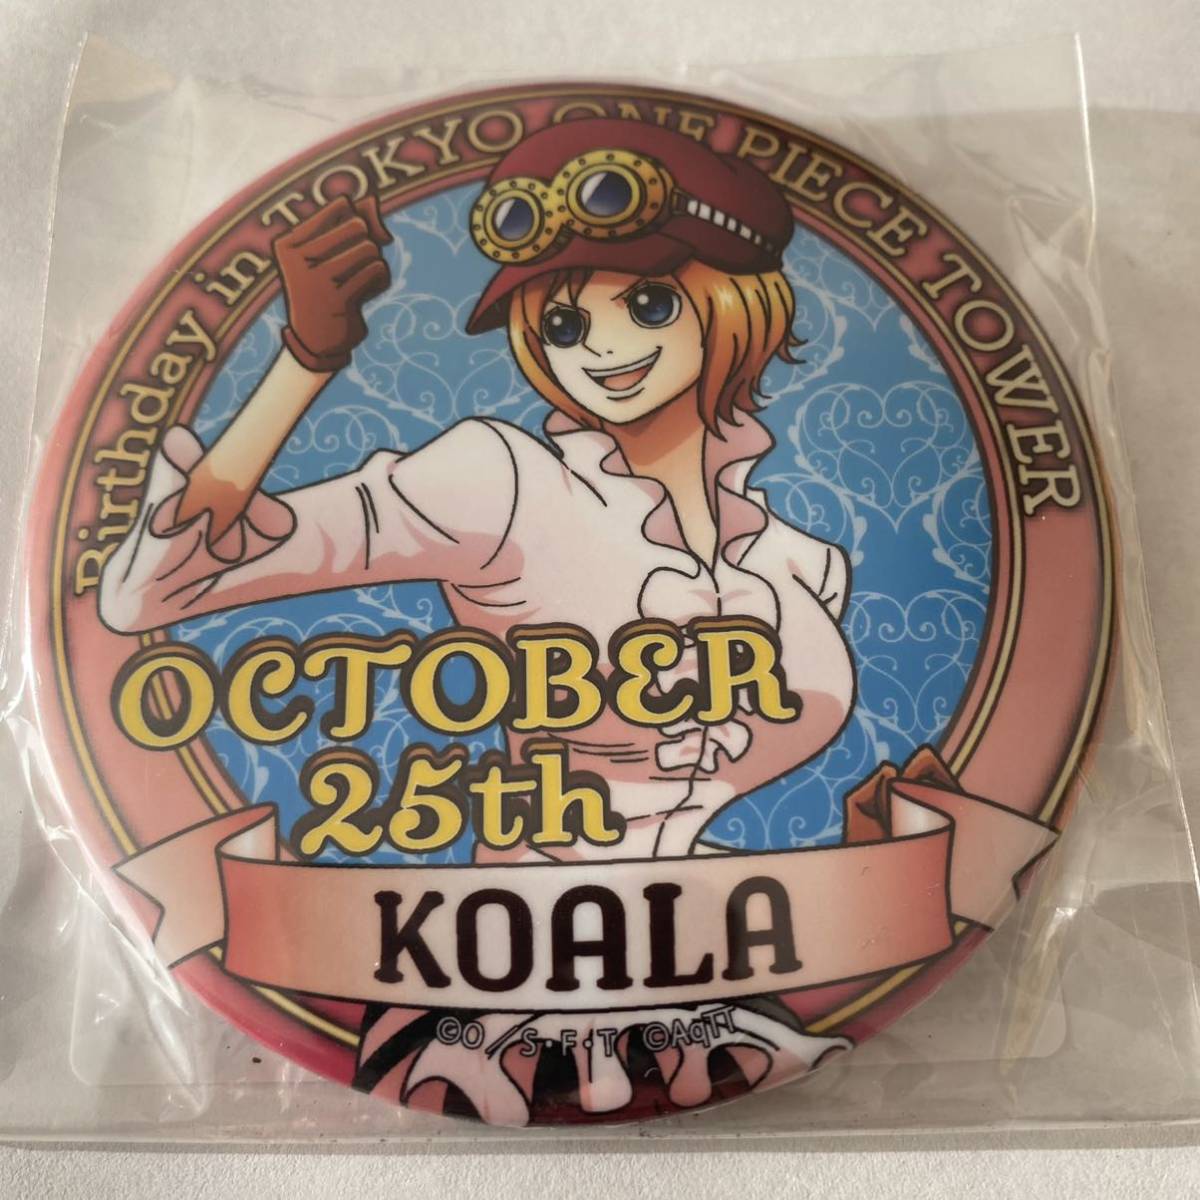 Birthday in TOKYO ONE PIECE TOWER
OCTOBER
25th
KOALA
©O／S･F･T ©AqTT